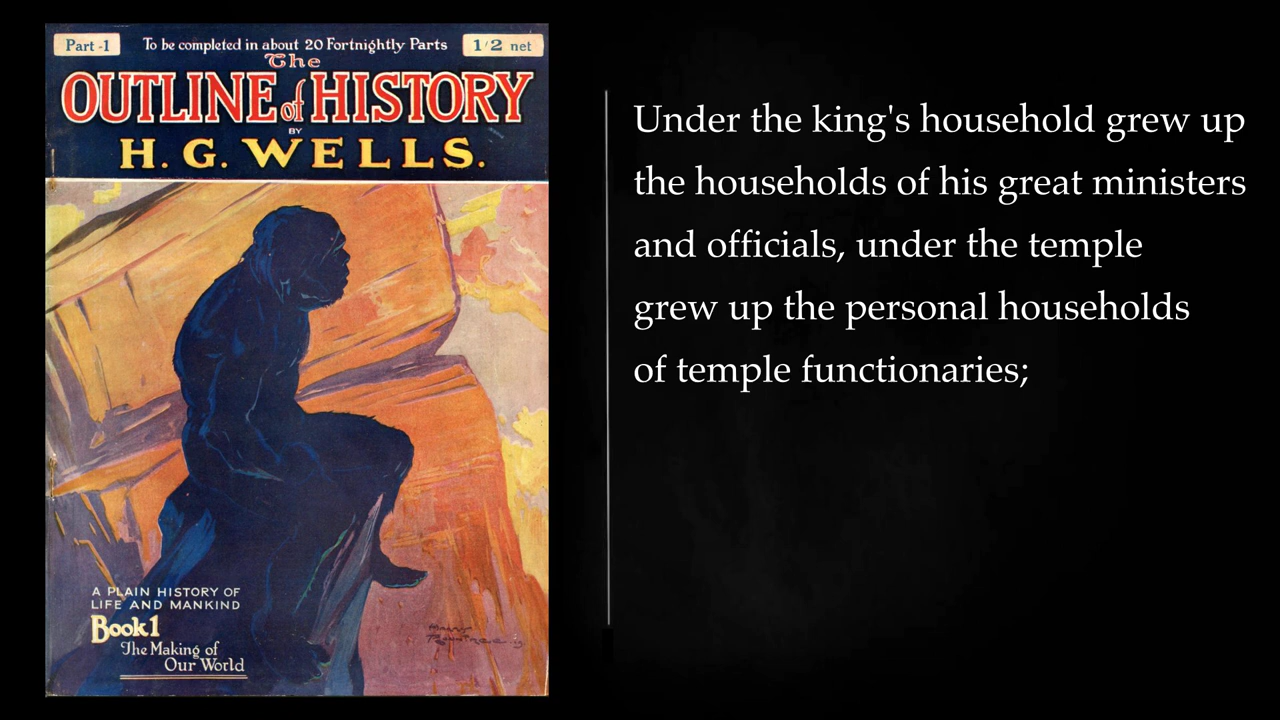 Part -1
To be completed in about 20 Fortnightly Parts
1/2 net
The
OUTLINE of HISTORY
BY
H. G. WELLS.
A PLAIN HISTORY OF
LIFE AND MANKIND
Book 1
The Making of
Our World
Under the king's household grew up
the households of his great ministers
and officials, under the temple
grew up the personal households
of temple functionaries;